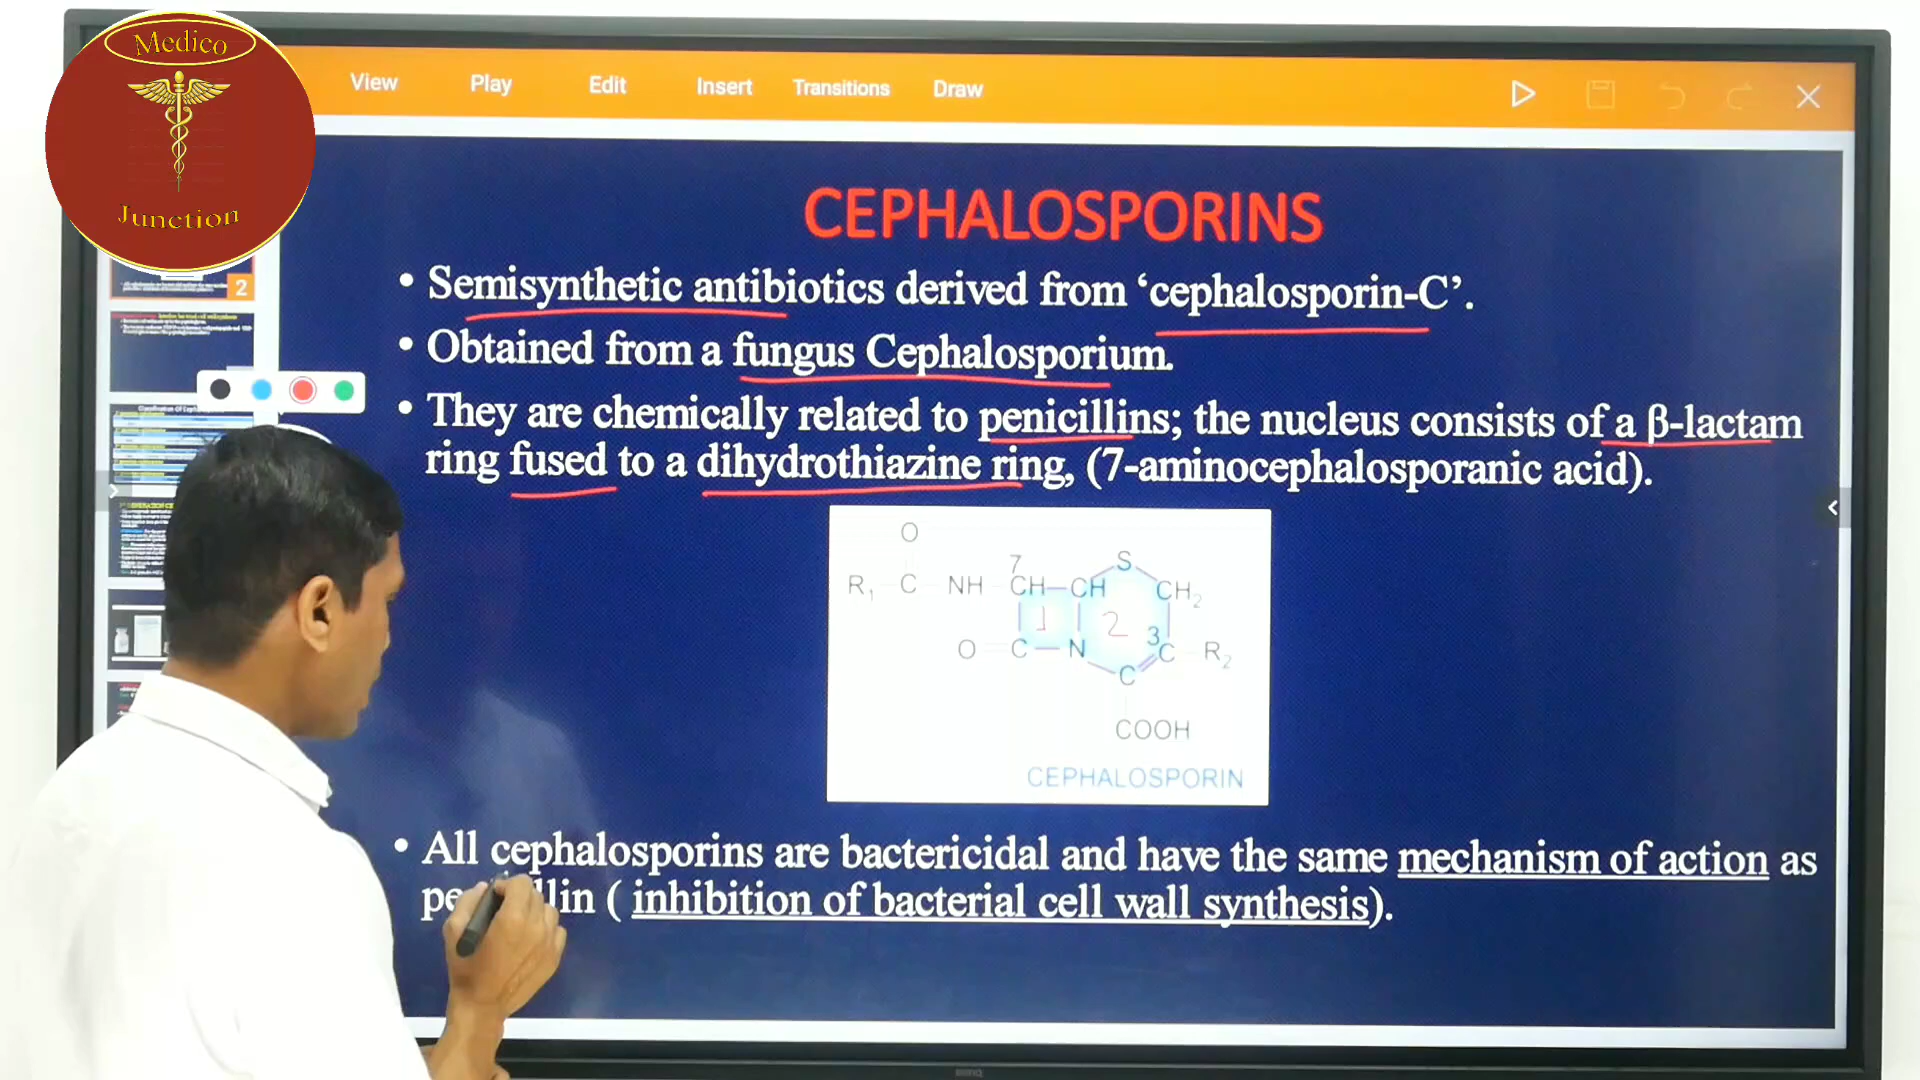 Medico
Junction
View Play Edit Insert Transitions Draw
2
CEPHALOSPORINS
• Semisynthetic antibiotics derived from ‘cephalosporin-C’.
• Obtained from a fungus Cephalosporium.
• They are chemically related to penicillins; the nucleus consists of a β-lactam
ring fused to a dihydrothiazine ring, (7-aminocephalosporanic acid).
O
7 S
R₁ C NH CH CH CH₂
1 2 3
O C N C R₂
C
COOH
CEPHALOSPORIN
• All cephalosporins are bactericidal and have the same mechanism of action as
( inhibition of bacterial cell wall synthesis).
BenQ